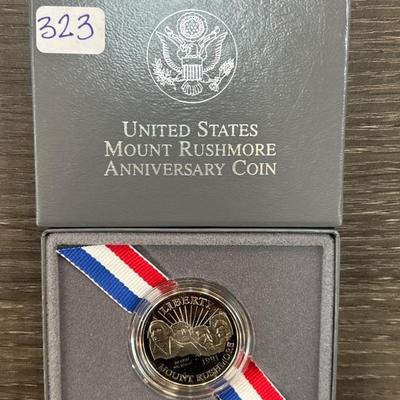 323
UNITED STATES
MOUNT RUSHMORE
ANNIVERSARY COIN
LIBERTY
1991
MOUNT RUSHMORE